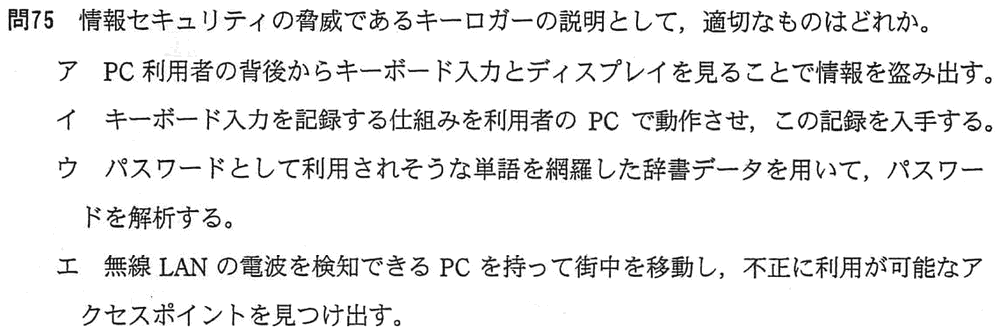 問75 情報セキュリティの脅威であるキーロガーの説明として，適切なものはどれか。
ア PC 利用者の背後からキーボード入力とディスプレイを見ることで情報を盗み出す。
イ キーボード入力を記録する仕組みを利用者の PC で動作させ，この記録を入手する。
ウ パスワードとして利用されそうな単語を網羅した辞書データを用いて，パスワー
ドを解析する。
エ 無線 LAN の電波を検知できる PC を持って街中を移動し，不正に利用が可能なア
クセスポイントを見つけ出す。